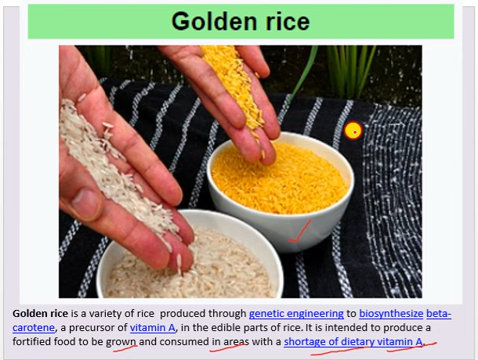 Golden rice
Golden rice is a variety of rice produced through genetic engineering to biosynthesize beta-
carotene, a precursor of vitamin A, in the edible parts of rice. It is intended to produce a
fortified food to be grown and consumed in areas with a shortage of dietary vitamin A.